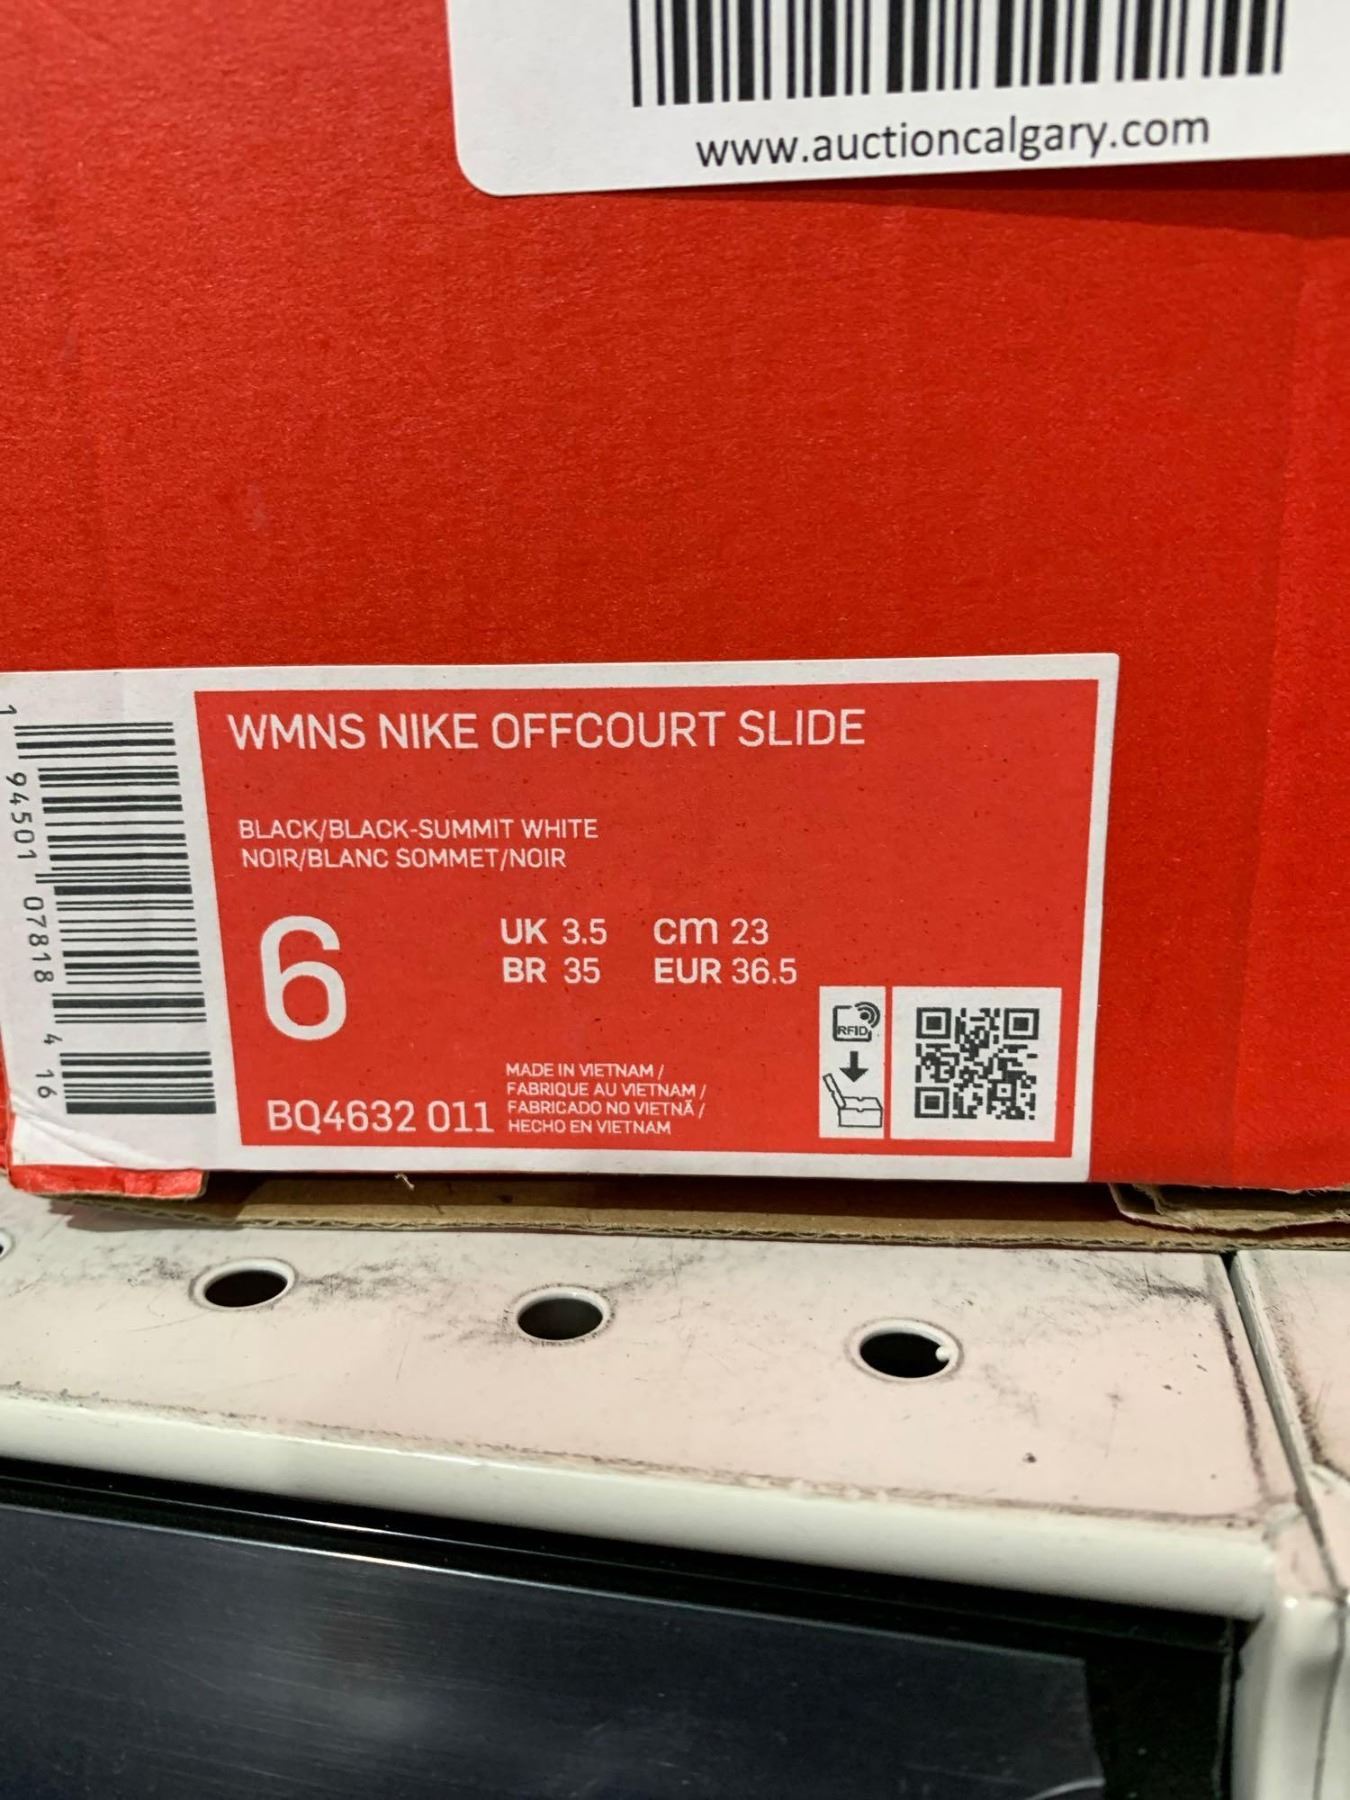 www.auctioncalgary.com
WMNS NIKE OFFCOURT SLIDE
BLACK/BLACK-SUMMIT WHITE
NOIR/BLANC SOMMET/NOIR
6
UK 3.5 cm 23
BR 35 EUR 36.5
MADE IN VIETNAM /
FABRIQUE AU VIETNAM /
FABRICADO NO VIETNÃ /
HECHO EN VIETNAM
BQ4632 011
RFID
1 94501 07818 4 16